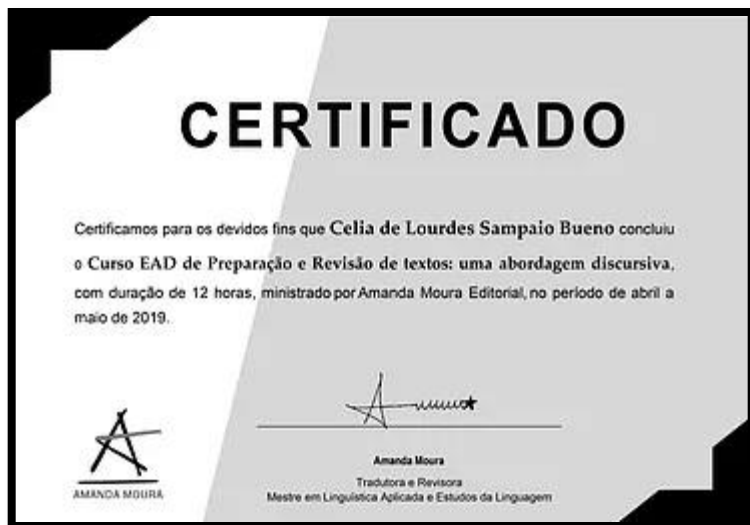 CERTIFICADO
Certificamos para os devidos fins que Celia de Lourdes Sampaio Bueno concluiu
o Curso EAD de Preparação e Revisão de textos: uma abordagem discursiva,
com duração de 12 horas, ministrado por Amanda Moura Editorial, no período de abril a
maio de 2019.
AMANDA MOURA
Amanda Moura
Tradutora e Revisora
Mestre em Linguística Aplicada e Estudos da Linguagem